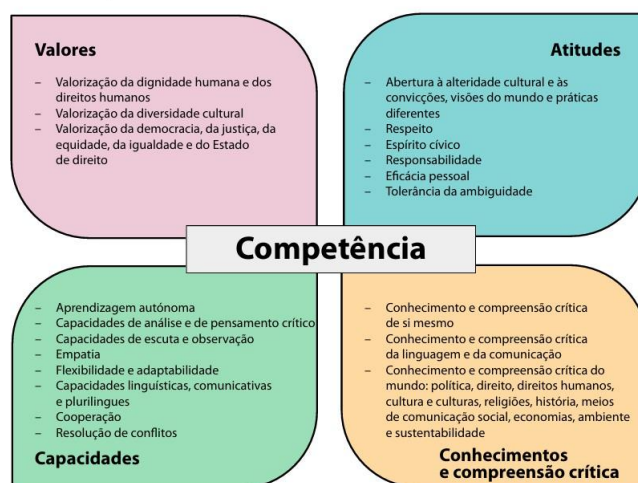 Valores
– Valorização da dignidade humana e dos
direitos humanos
– Valorização da diversidade cultural
– Valorização da democracia, da justiça, da
equidade, da igualdade e do Estado
de direito
Atitudes
– Abertura à alteridade cultural e às
convicções, visões do mundo e práticas
diferentes
– Respeito
– Espírito cívico
– Responsabilidade
– Eficácia pessoal
– Tolerância da ambiguidade
Competência
– Aprendizagem autónoma
– Capacidades de análise e de pensamento crítico
– Capacidades de escuta e observação
– Empatia
– Flexibilidade e adaptabilidade
– Capacidades linguísticas, comunicativas
e plurilingues
– Cooperação
– Resolução de conflitos
Capacidades
– Conhecimento e compreensão crítica
de si mesmo
– Conhecimento e compreensão crítica
da linguagem e da comunicação
– Conhecimento e compreensão crítica do
mundo: política, direito, direitos humanos,
cultura e culturas, religiões, história, meios
de comunicação social, economias, ambiente
e sustentabilidade
Conhecimentos
e compreensão crítica